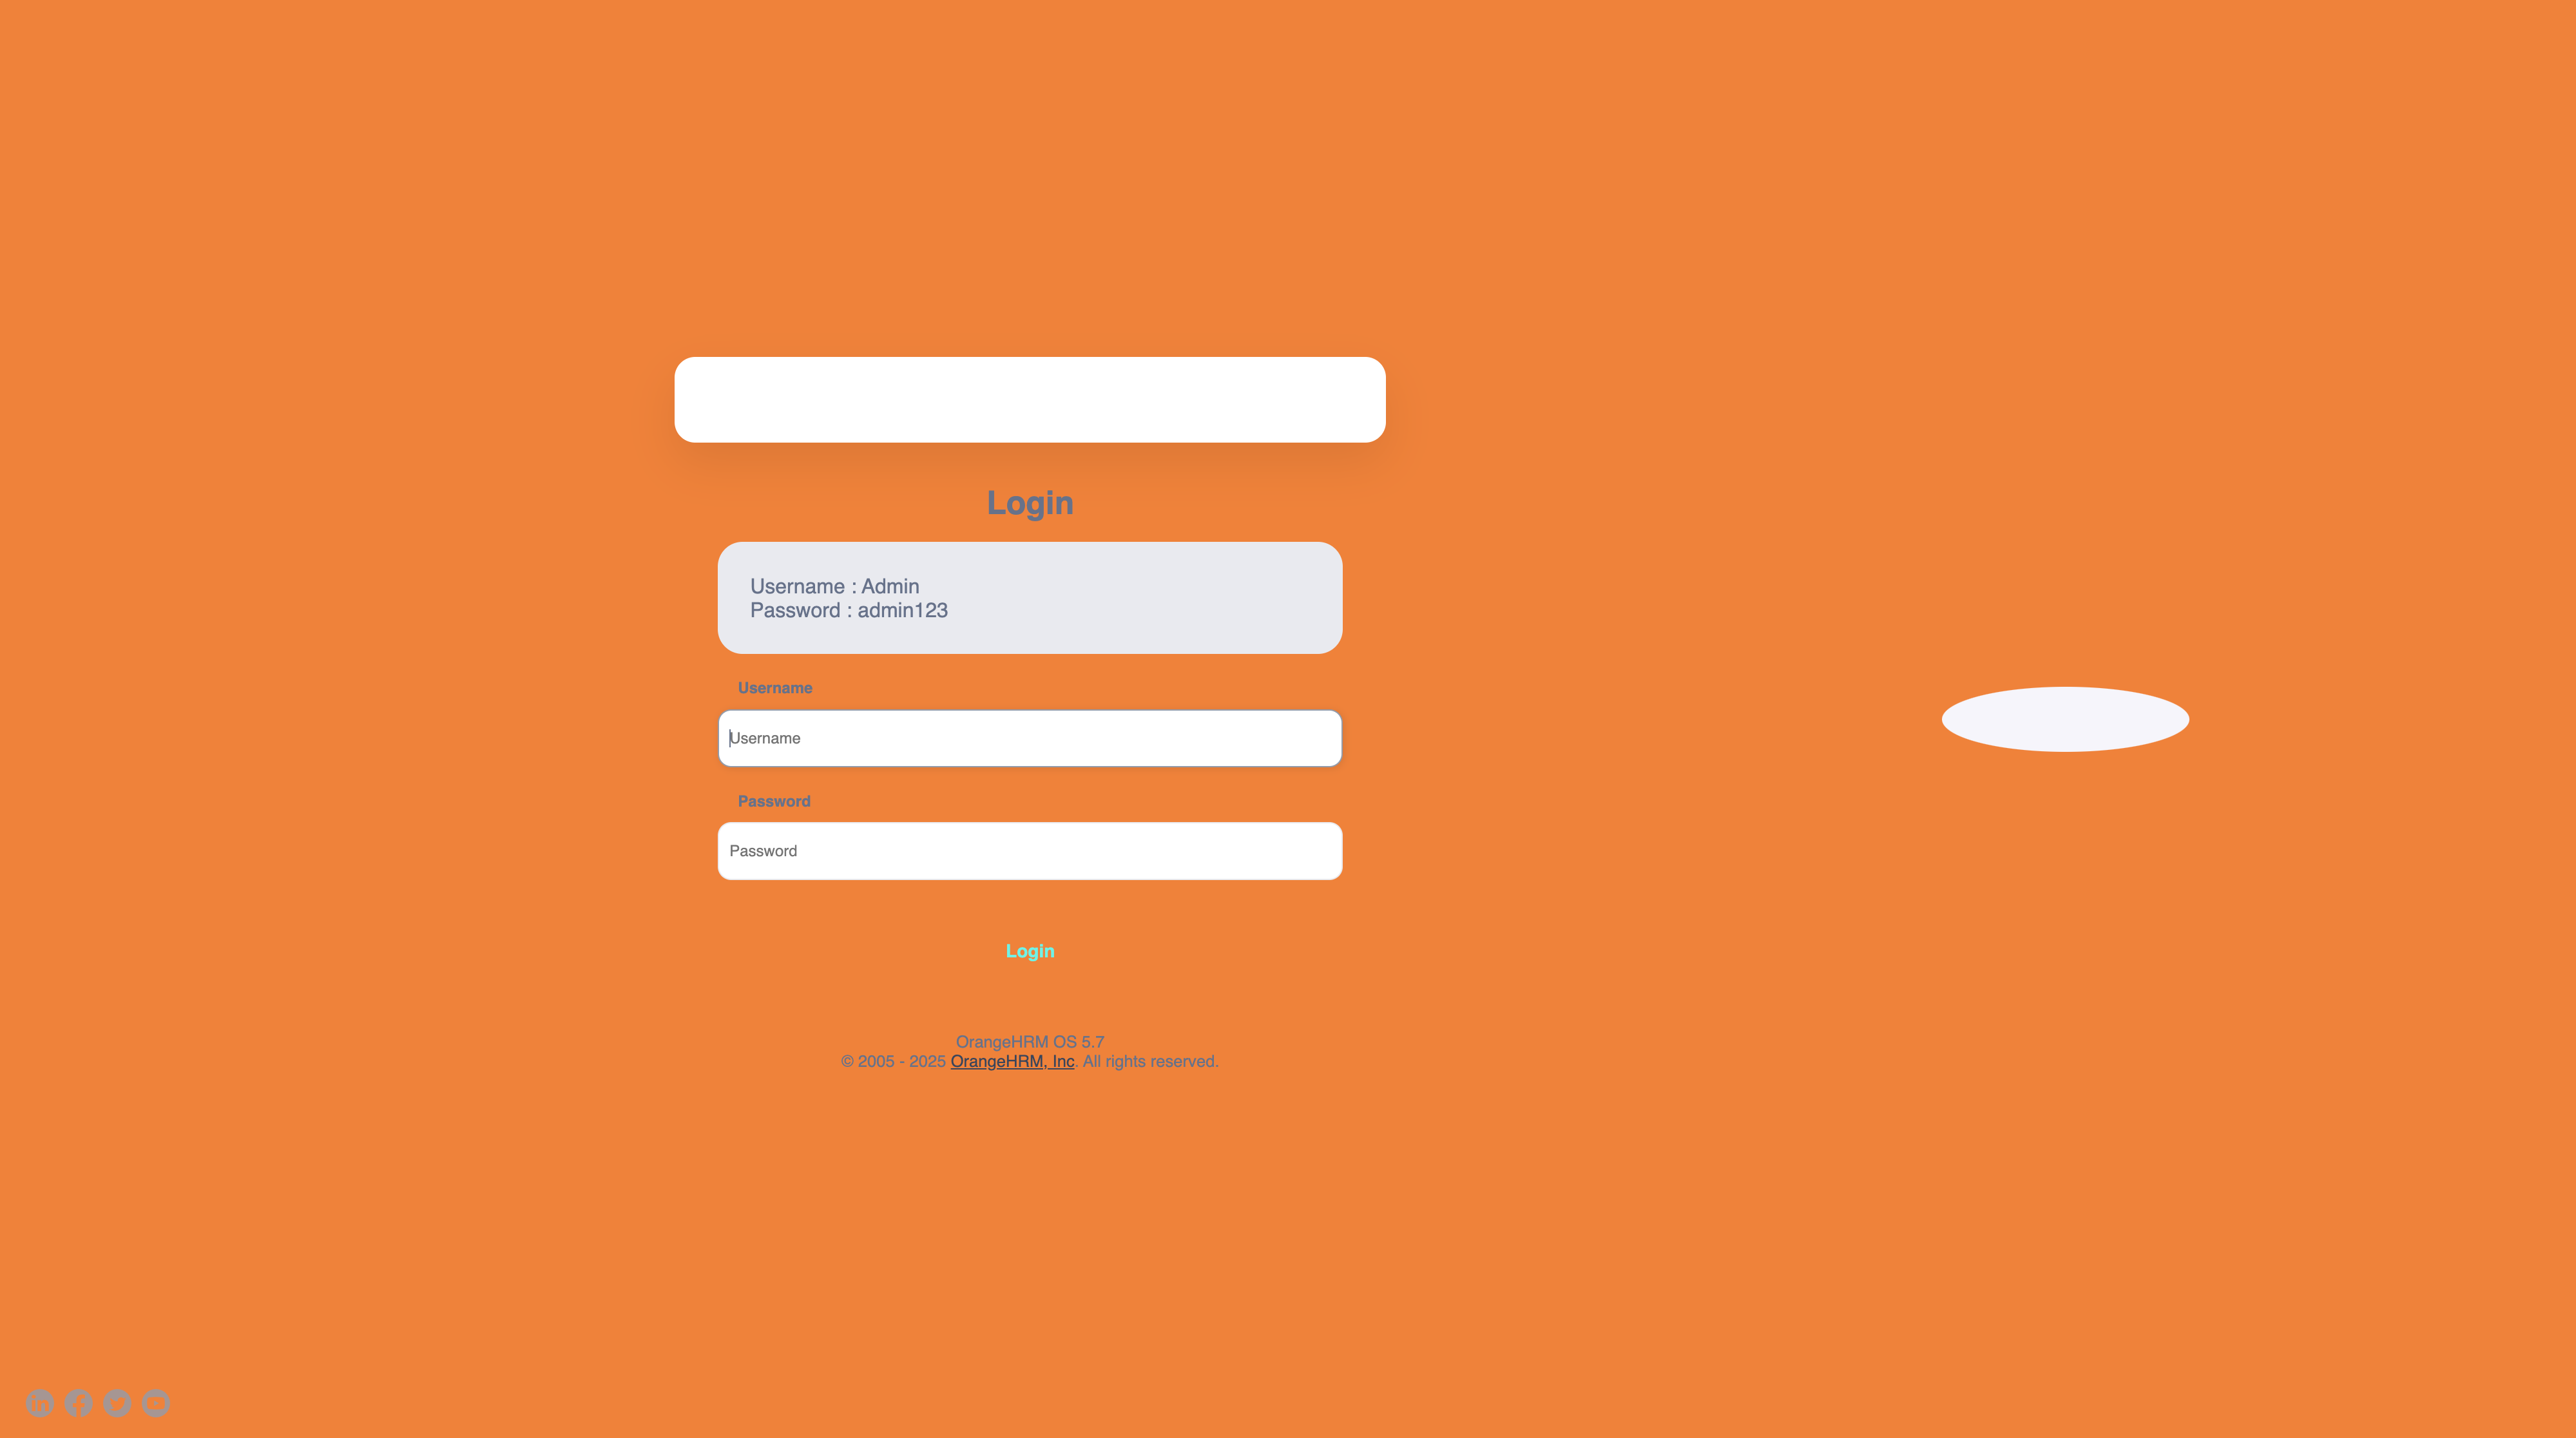 Login
Username : Admin
Password : admin123
Username
Username
Password
Password
Login
OrangeHRM OS 5.7
© 2005 - 2025 OrangeHRM, Inc. All rights reserved.